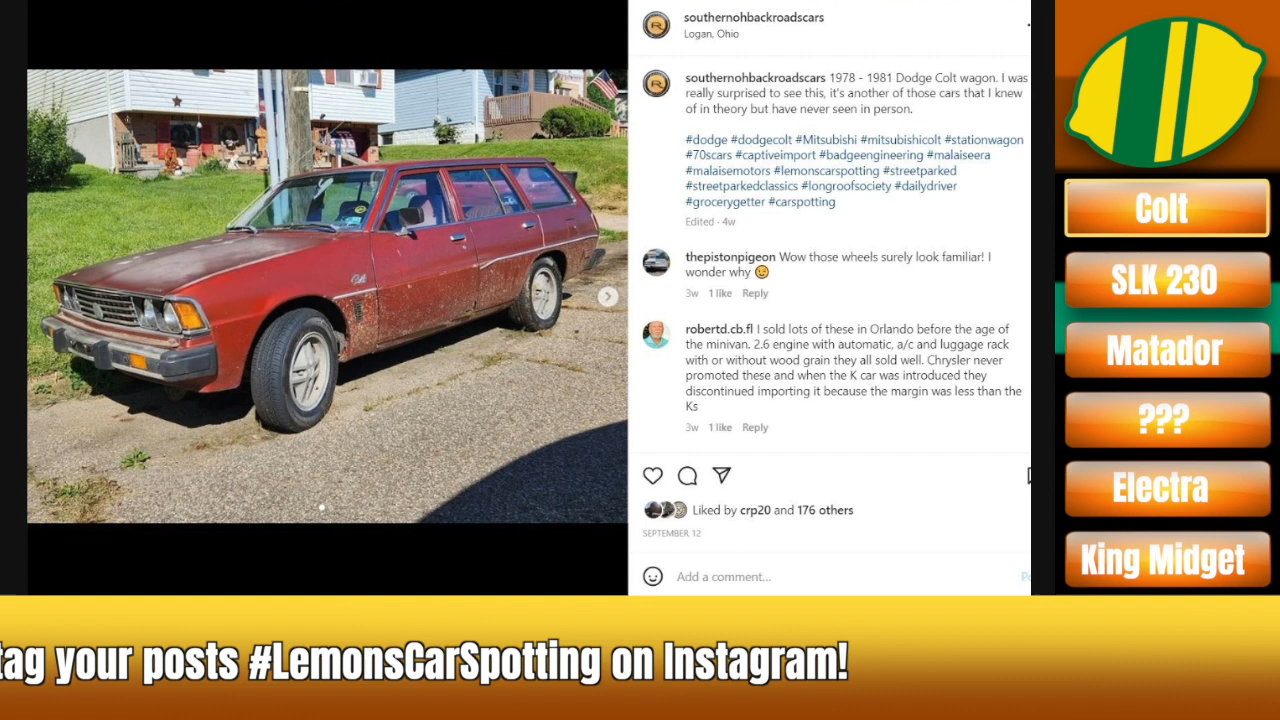 southernohbackroadscars
Logan, Ohio
southernohbackroadscars 1978 - 1981 Dodge Colt wagon. I was
really surprised to see this, it's another of those cars that I knew
of in theory but have never seen in person.
#dodge #dodgecolt #Mitsubishi #mitsubishicolt #stationwagon
#70scars #captiveimport #badgeengineering #malaiseera
#malaisemotors #lemonscarspotting #streetparked
#streetparkedclassics #longroofsociety #dailydriver
#grocerygetter #carspotting
Edited · 4w
thepistonpigeon Wow those wheels surely look familiar! I
wonder why 😉
3w 1 like Reply
robertd.cb.fl I sold lots of these in Orlando before the age of
the minivan. 2.6 engine with automatic, a/c and luggage rack
with or without wood grain they all sold well. Chrysler never
promoted these and when the K car was introduced they
discontinued importing it because the margin was less than the
Ks
3w 1 like Reply
Liked by crp20 and 176 others
SEPTEMBER 12
Add a comment...
Colt
SLK 230
Matador
???
Electra
King Midget
tag your posts #LemonsCarSpotting on Instagram!